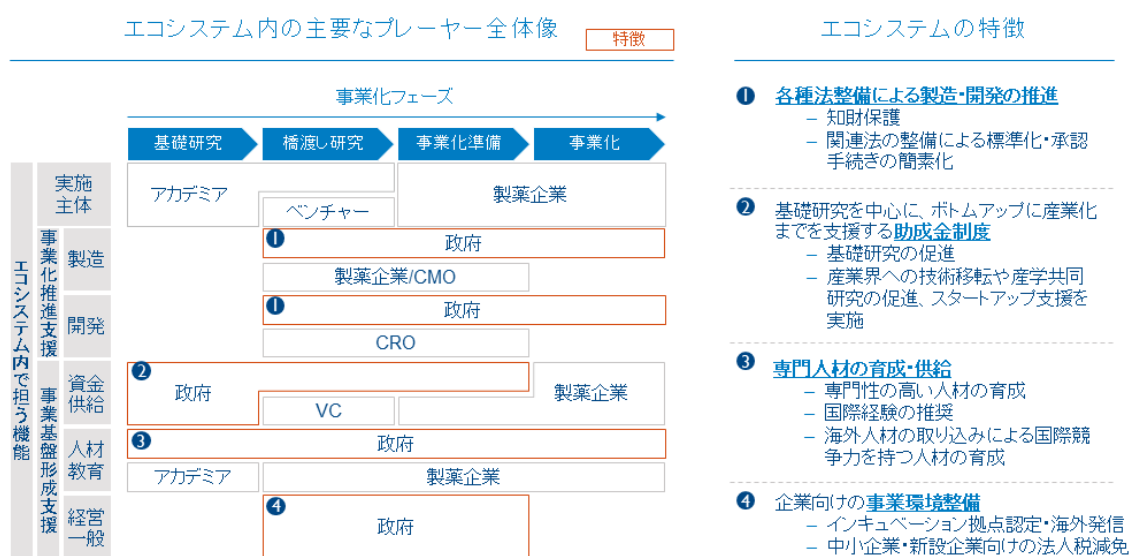 エコシステム内の主要なプレーヤー全体像
特徴
エコシステムの特徴
事業化フェーズ
基礎研究
橋渡し研究
事業化準備
事業化
エコシステム内で担う機能
実施
主体
アカデミア
ベンチャー
製薬企業
事業化推進支援
製造
❶
政府
製薬企業/CMO
開発
❶
政府
CRO
事業基盤形成支援
資金
供給
❷
政府
VC
製薬企業
人材
教育
❸
政府
アカデミア
製薬企業
経営
一般
❹
政府
❶ 各種法整備による製造・開発の推進
– 知財保護
– 関連法の整備による標準化・承認
手続きの簡素化
❷ 基礎研究を中心に、ボトムアップに産業化
までを支援する助成金制度
– 基礎研究の促進
– 産業界への技術移転や産学共同
研究の促進、スタートアップ支援を
実施
❸ 専門人材の育成・供給
– 専門性の高い人材の育成
– 国際経験の推奨
– 海外人材の取り込みによる国際競
争力を持つ人材の育成
❹ 企業向けの事業環境整備
– インキュベーション拠点認定・海外発信
– 中小企業・新設企業向けの法人税減免